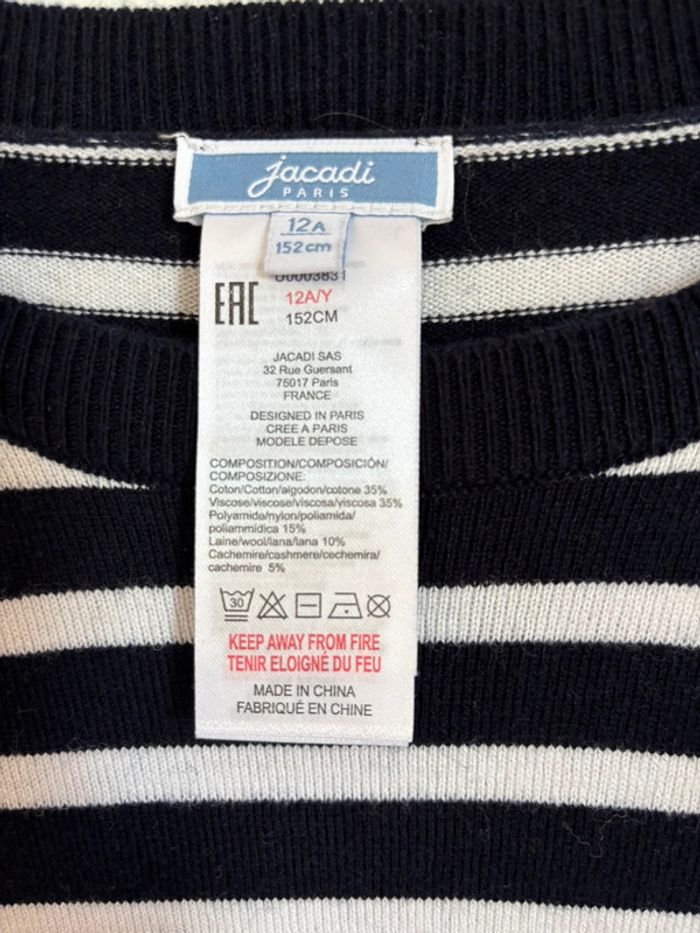 jacadi
PARIS
12A
152cm
00003831
EAC
12A/Y
152CM
JACADI SAS
32 Rue Guersant
75017 Paris
FRANCE
DESIGNED IN PARIS
CREE A PARIS
MODELE DEPOSE
COMPOSITION/COMPOSICIÓN/
COMPOSIZIONE:
Coton/Cotton/algodon/cotone 35%
Viscose/viscose/viscosa/viscosa 35%
Polyamide/nylon/poliamida/
poliammidica 15%
Laine/wool/lana/lana 10%
Cachemire/cashmere/cachemira/
cachemire 5%
30
KEEP AWAY FROM FIRE
TENIR ELOIGNÉ DU FEU
MADE IN CHINA
FABRIQUÉ EN CHINE